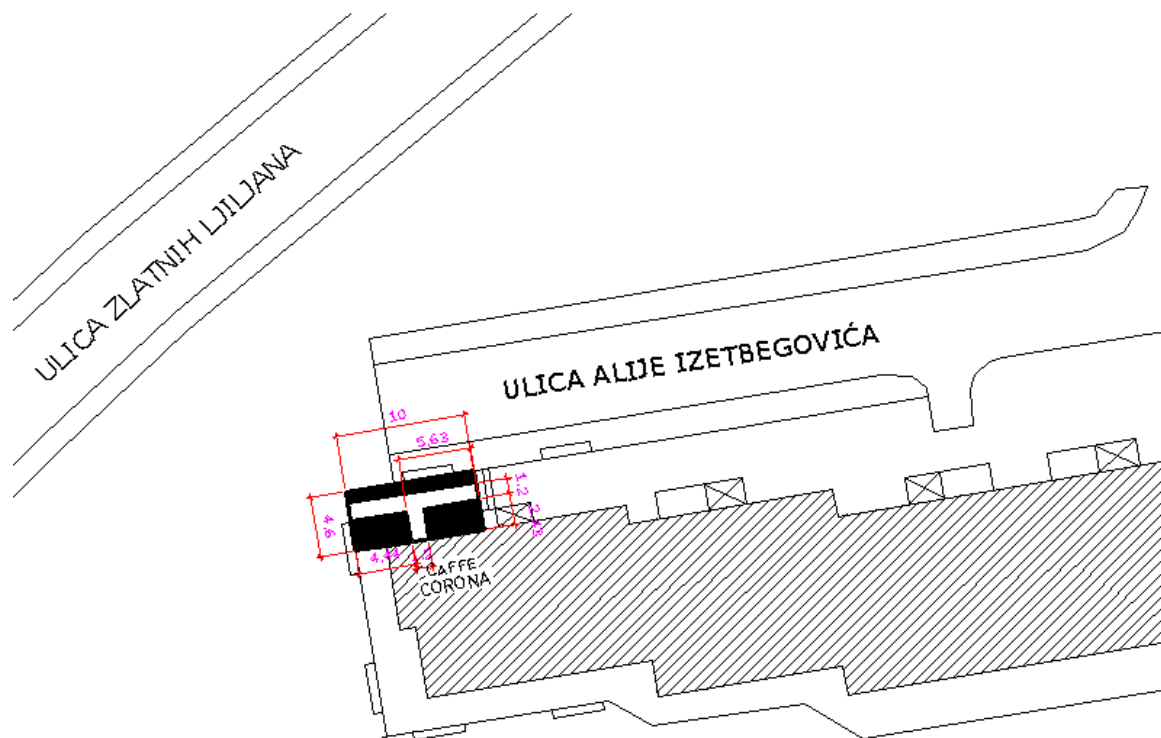 ULICA ZLATNIH LJILJANA
ULICA ALIJE IZETBEGOVIĆA
10
5.63
1.2
4.6
4.44
CAFFE
CORONA